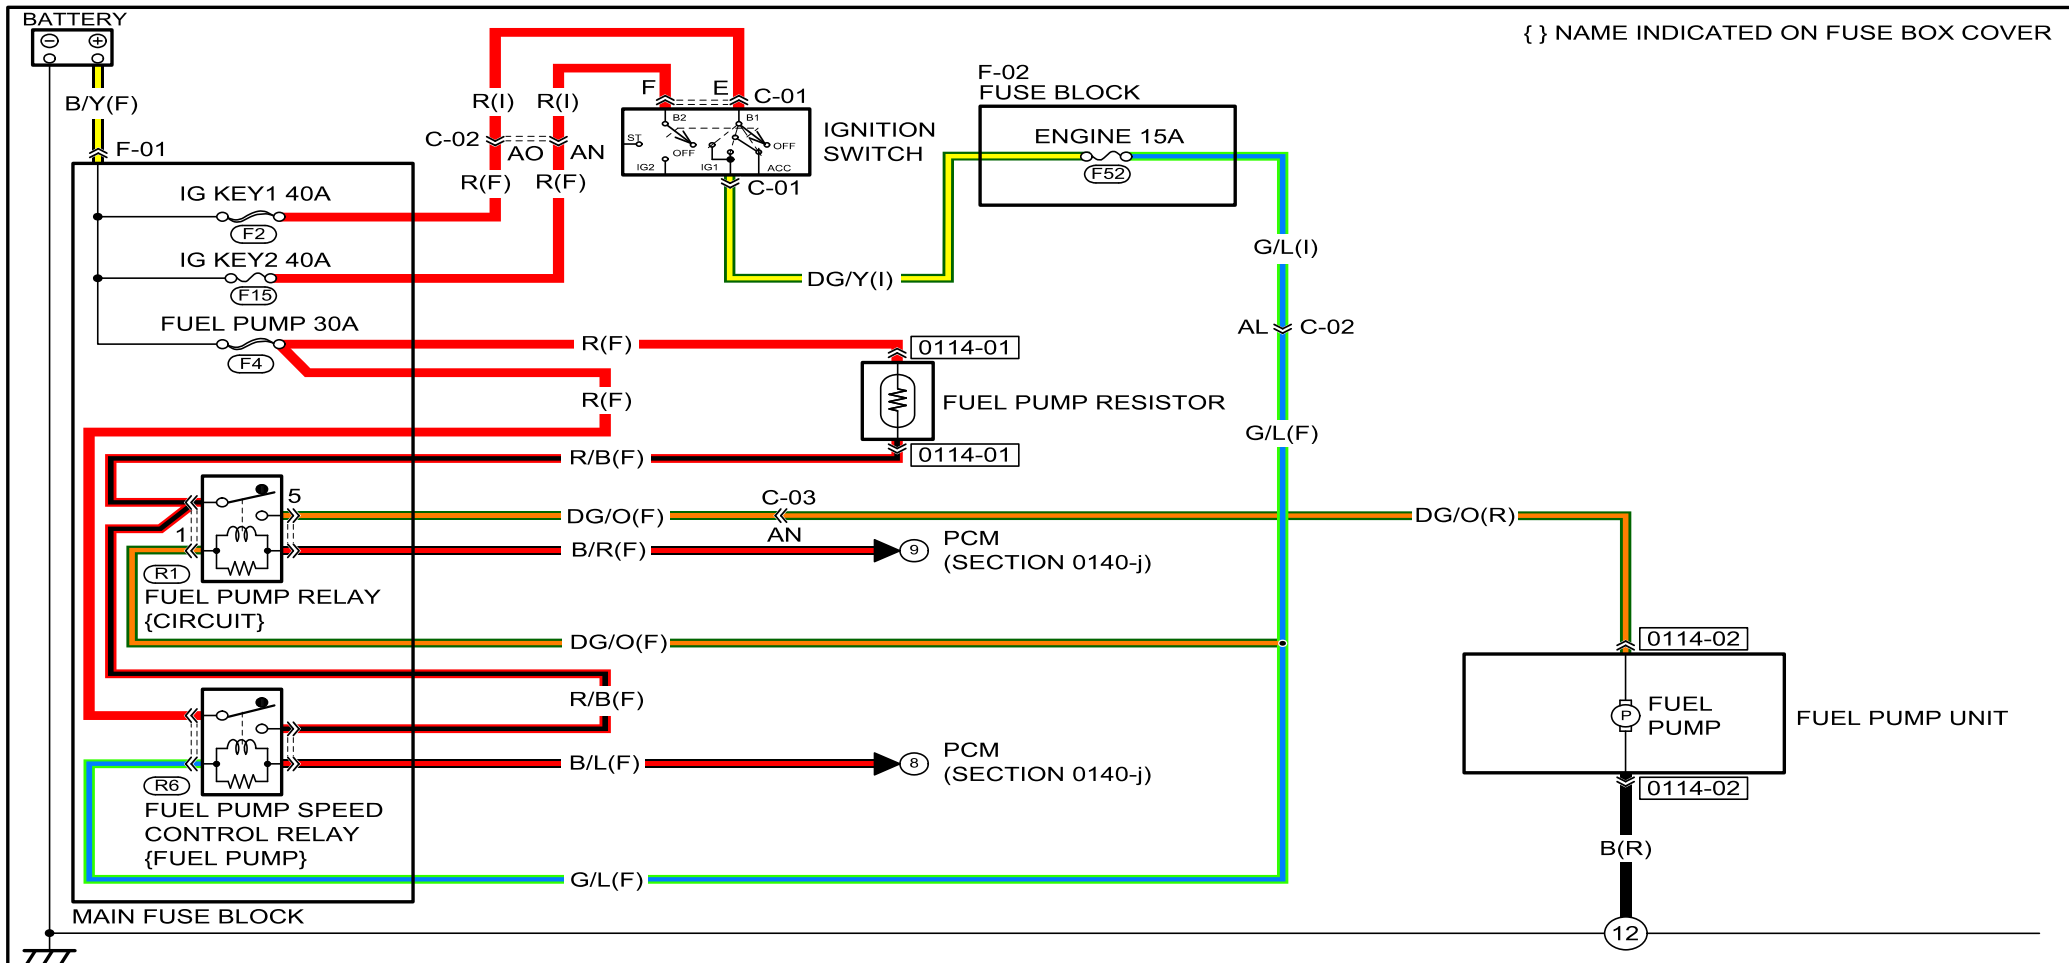 BATTERY
{ } NAME INDICATED ON FUSE BOX COVER
B/Y(F)
F-01
IG KEY1 40A
F2
IG KEY2 40A
F15
FUEL PUMP 30A
F4
R(I)
R(I)
C-02
AO
AN
R(F)
R(F)
F
E
C-01
B2
B1
ST
OFF
OFF
IG2
IG1
ACC
C-01
IGNITION
SWITCH
F-02
FUSE BLOCK
ENGINE 15A
F52
DG/Y(I)
G/L(I)
AL
C-02
G/L(F)
R(F)
0114-01
R(F)
FUEL PUMP RESISTOR
R/B(F)
0114-01
5
1
R1
FUEL PUMP RELAY
{CIRCUIT}
DG/O(F)
C-03
AN
DG/O(R)
B/R(F)
9
PCM
(SECTION 0140-j)
DG/O(F)
0114-02
R/B(F)
FUEL
PUMP
P
FUEL PUMP UNIT
B/L(F)
8
PCM
(SECTION 0140-j)
0114-02
R6
FUEL PUMP SPEED
CONTROL RELAY
{FUEL PUMP}
B(R)
G/L(F)
MAIN FUSE BLOCK
12